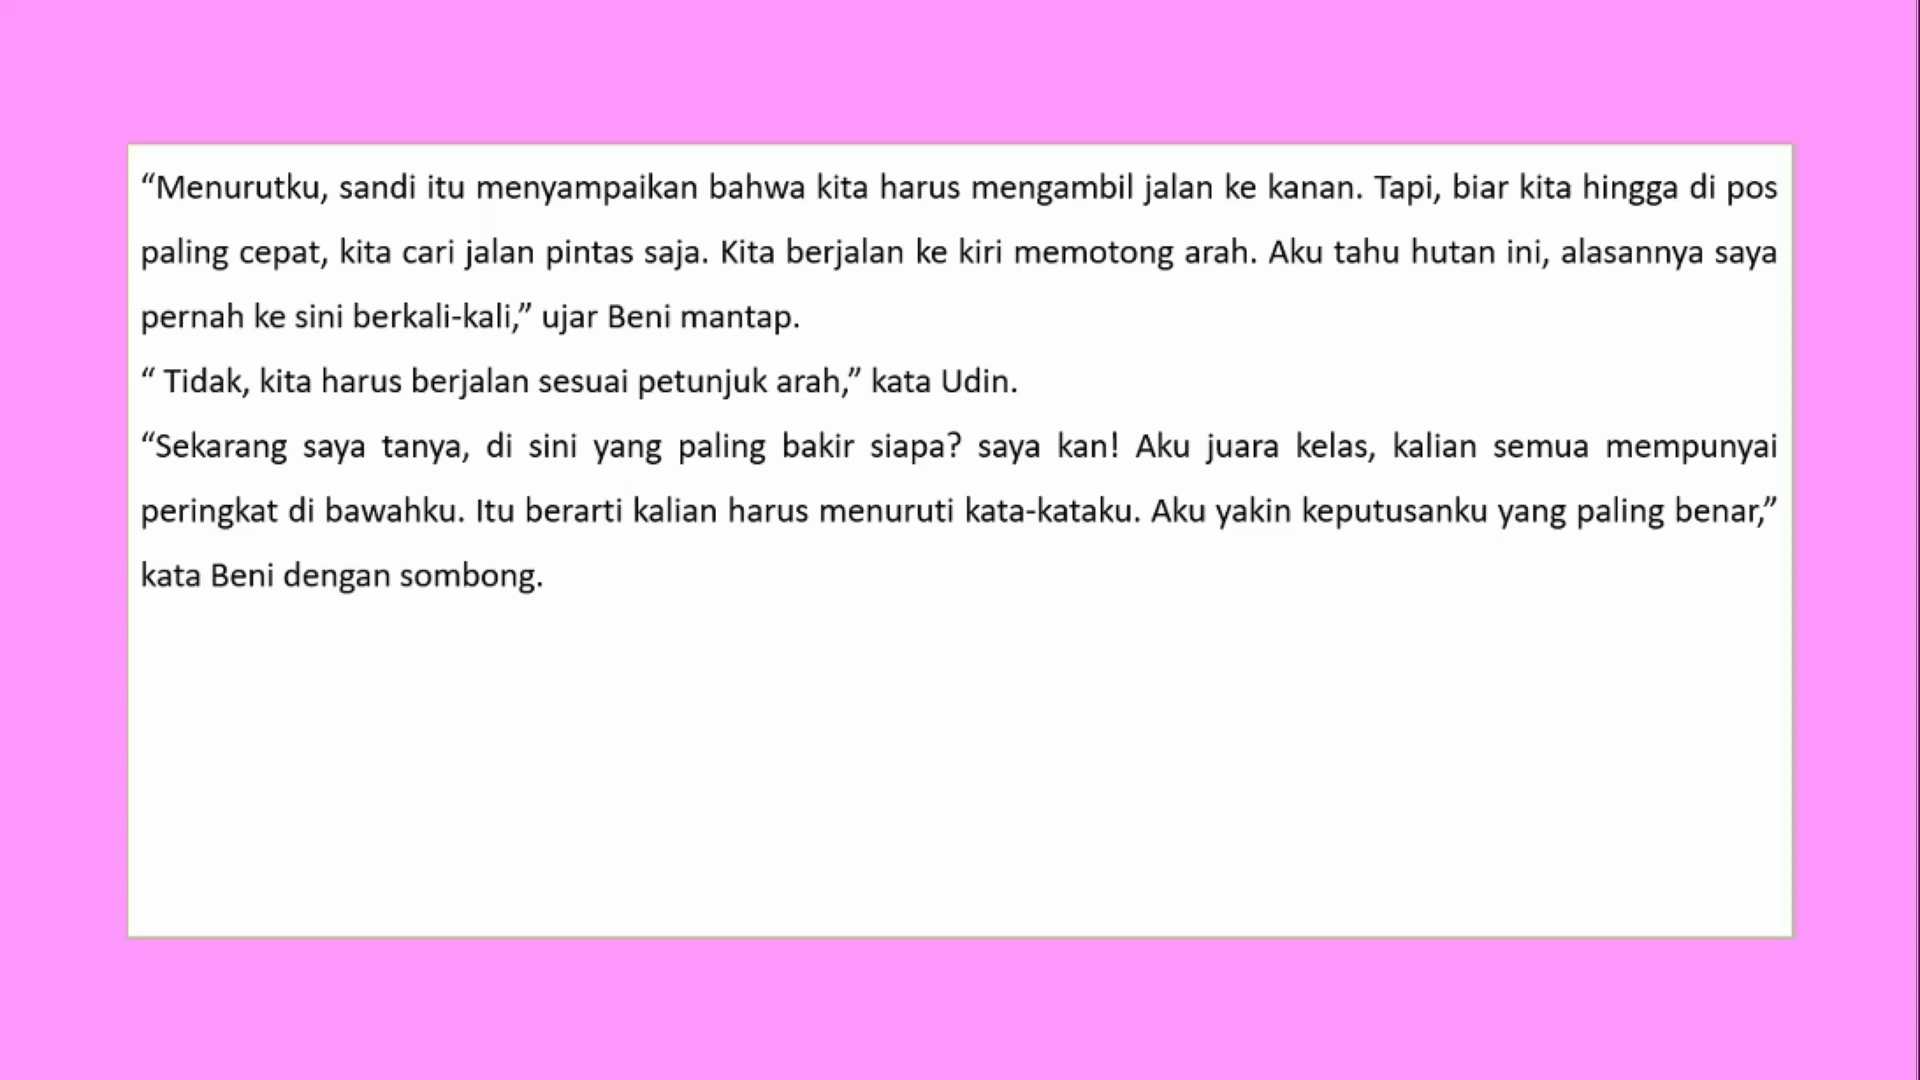 “Menurutku, sandi itu menyampaikan bahwa kita harus mengambil jalan ke kanan. Tapi, biar kita hingga di pos
paling cepat, kita cari jalan pintas saja. Kita berjalan ke kiri memotong arah. Aku tahu hutan ini, alasannya saya
pernah ke sini berkali-kali,” ujar Beni mantap.
“ Tidak, kita harus berjalan sesuai petunjuk arah,” kata Udin.
“Sekarang saya tanya, di sini yang paling bakir siapa? saya kan! Aku juara kelas, kalian semua mempunyai
peringkat di bawahku. Itu berarti kalian harus menuruti kata-kataku. Aku yakin keputusanku yang paling benar,”
kata Beni dengan sombong.